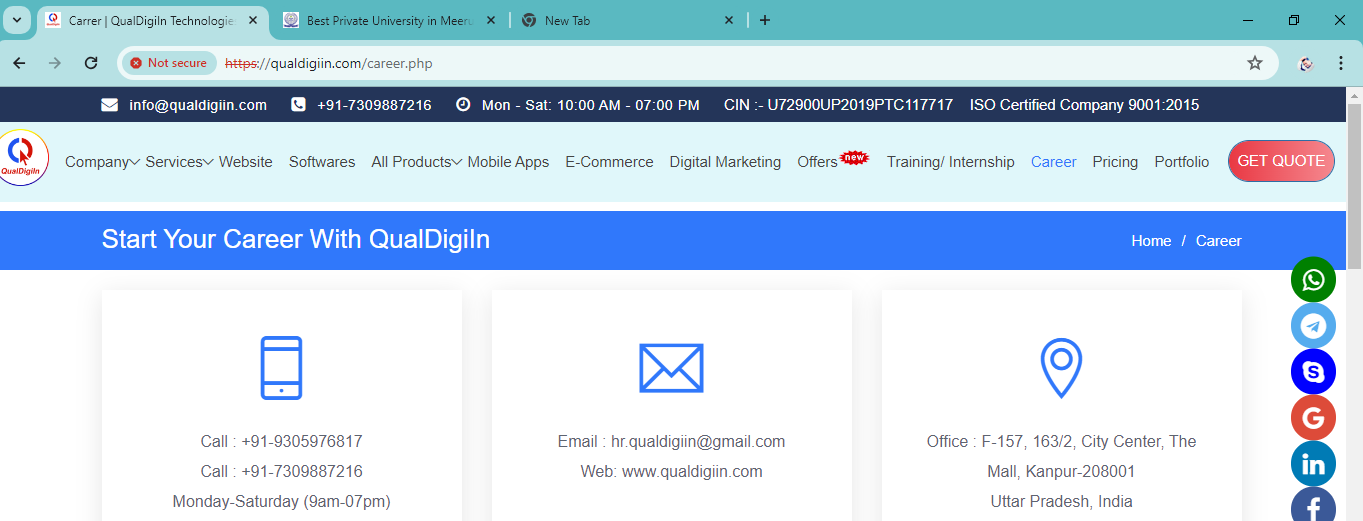 Carrer | QualDigiIn Technologies
Best Private University in Meeru
New Tab
Not secure
https://qualdigiin.com/career.php
info@qualdigiin.com +91-7309887216 Mon - Sat: 10:00 AM - 07:00 PM CIN :- U72900UP2019PTC117717 ISO Certified Company 9001:2015
QualDigiIn
Company Services Website Softwares All Products Mobile Apps E-Commerce Digital Marketing Offers new Training/ Internship Career Pricing Portfolio GET QUOTE
Start Your Career With QualDigiIn
Home / Career
Call : +91-9305976817
Call : +91-7309887216
Monday-Saturday (9am-07pm)
Email : hr.qualdigiin@gmail.com
Web: www.qualdigiin.com
Office : F-157, 163/2, City Center, The
Mall, Kanpur-208001
Uttar Pradesh, India